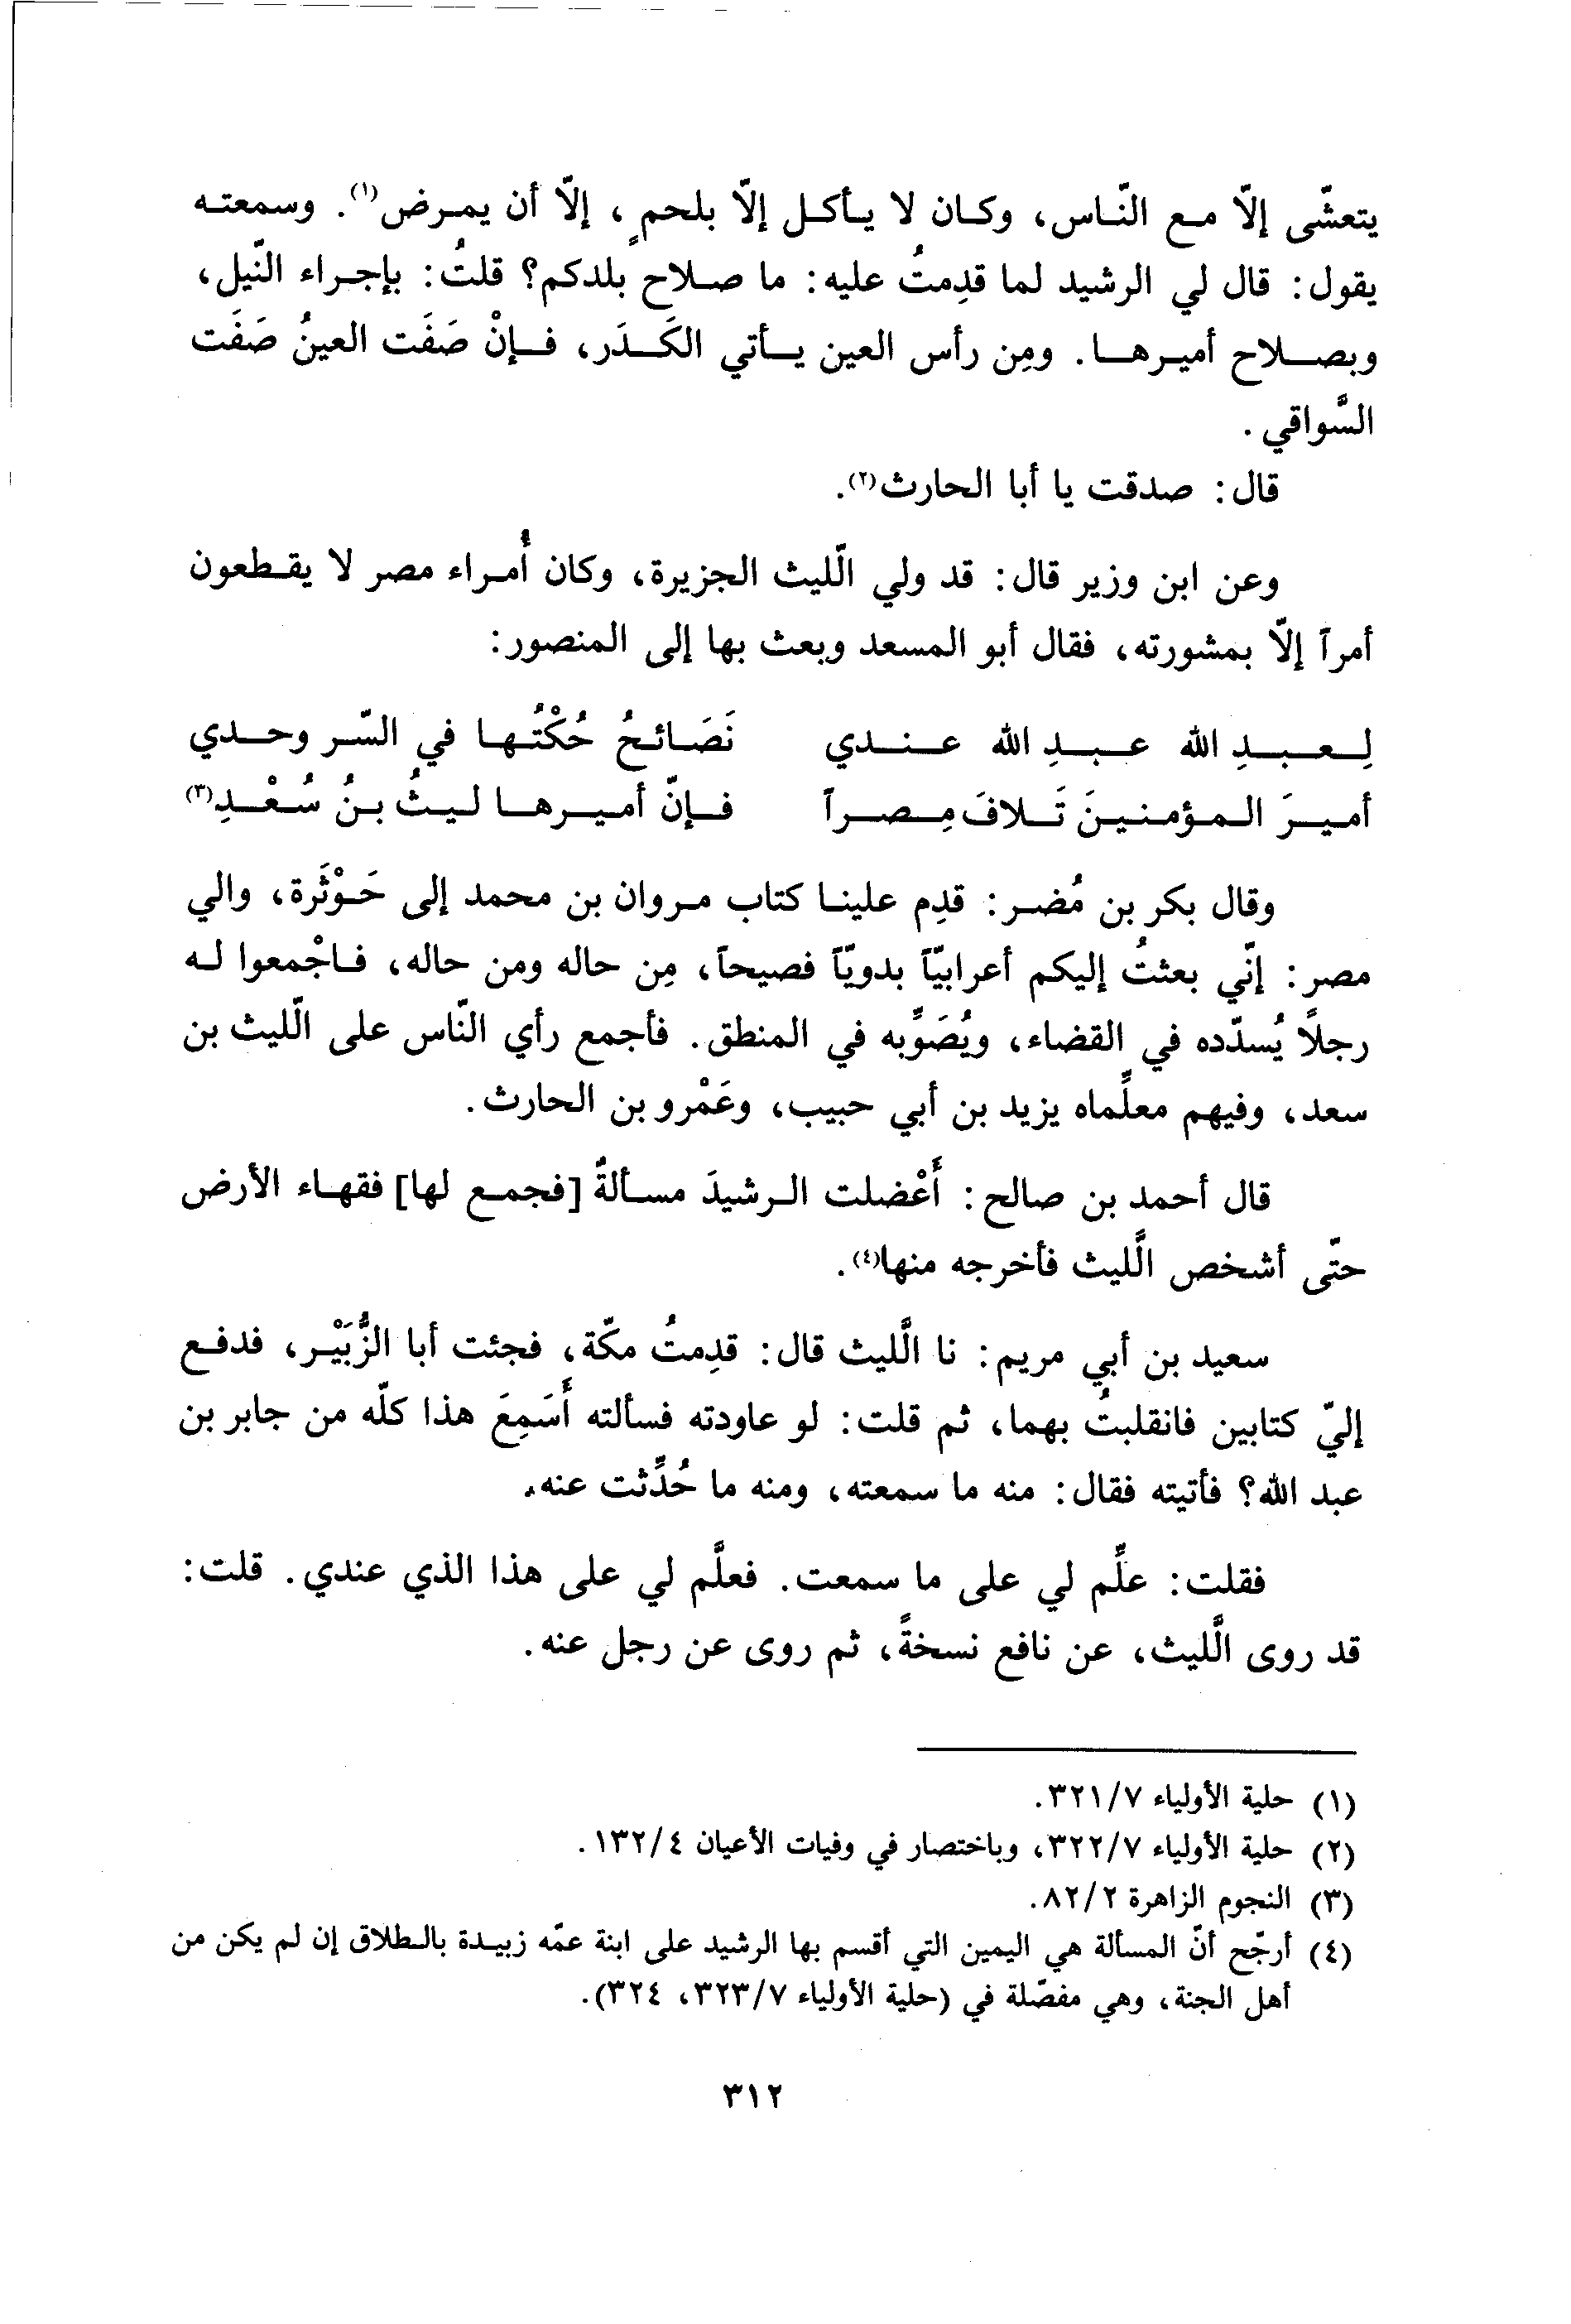 يتعشّى إلّا مع النّاس، وكان لا يأكل إلّا بلحمٍ، إلّا أن يمرض(١). وسمعته
يقول: قال لي الرشيد لما قدِمتُ عليه: ما صلاح بلدكم؟ قلتُ: بإجراء النّيل،
وبصلاح أميرها. ومِن رأس العين يأتي الكَدَر، فإنْ صَفَت العينُ صَفَت
السَّواقي.
قال: صدقت يا أبا الحارث(٢).
وعن ابن وزير قال: قد ولي الّليث الجزيرة، وكان أُمراء مصر لا يقطعون
أمراً إلّا بمشورته، فقال أبو المسعد وبعث بها إلى المنصور:
لِعبدِ الله عبدِ الله عندي نَصَائحُ حُكْتُها في السّر وحدي
أميرَ المؤمنينَ تَلافَ مِصراً فإنّ أميرها ليثُ بنُ سُعْدِ(٣)
وقال بكر بن مُضر: قدِم علينا كتاب مروان بن محمد إلى حَوْثَرة، والي
مصر: إنّي بعثتُ إليكم أعرابيّاً بدويّاً فصيحاً، مِن حاله ومن حاله، فاجْمعوا له
رجلاً يُسدّده في القضاء، ويُصَوِّبه في المنطق. فأجمع رأي النّاس على الّليث بن
سعد، وفيهم معلِّماه يزيد بن أبي حبيب، وعَمْرو بن الحارث.
قال أحمد بن صالح: أَعْضلت الرشيدَ مسألةٌ [فجمع لها] فقهاء الأرض
حتّى أشخص الَّليث فأخرجه منها(٤).
سعيد بن أبي مريم: نا الَّليث قال: قدِمتُ مكّة، فجئت أبا الزُّبَيْر، فدفع
إليّ كتابين فانقلبتُ بهما، ثم قلت: لو عاودته فسألته أَسَمِعَ هذا كلّه من جابر بن
عبد الله؟ فأتيته فقال: منه ما سمعته، ومنه ما حُدِّثت عنه.
فقلت: علِّم لي على ما سمعت. فعلَّم لي على هذا الذي عندي. قلت:
قد روى الَّليث، عن نافع نسخةً، ثم روى عن رجل عنه.
(١) حلية الأولياء ٣٢١/٧.
(٢) حلية الأولياء ٣٢٢/٧، وباختصار في وفيات الأعيان ١٣٢/٤.
(٣) النجوم الزاهرة ٨٢/٢.
(٤) أرجّح أنّ المسألة هي اليمين التي أقسم بها الرشيد على ابنة عمّه زبيدة بالطلاق إن لم يكن من
أهل الجنة، وهي مفصّلة في (حلية الأولياء ٣٢٣/٧، ٣٢٤).
٣١٢